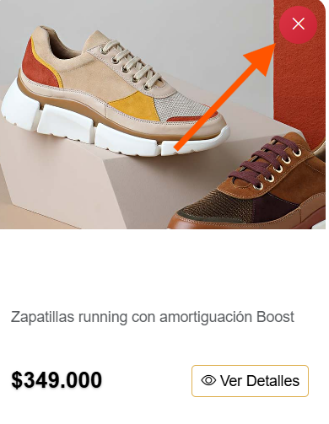 Zapatillas running con amortiguación Boost
$349.000
Ver Detalles